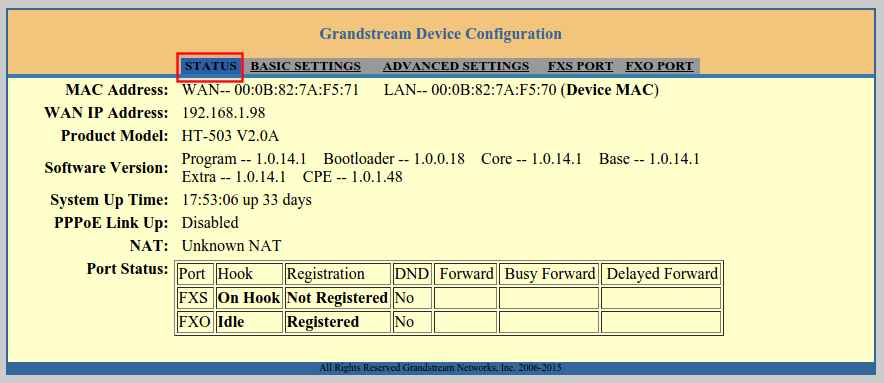 Grandstream Device Configuration
STATUS BASIC SETTINGS ADVANCED SETTINGS FXS PORT FXO PORT
MAC Address: WAN-- 00:0B:82:7A:F5:71 LAN-- 00:0B:82:7A:F5:70 (Device MAC)
WAN IP Address: 192.168.1.98
Product Model: HT-503 V2.0A
Software Version: Program -- 1.0.14.1 Bootloader -- 1.0.0.18 Core -- 1.0.14.1 Base -- 1.0.14.1
Extra -- 1.0.14.1 CPE -- 1.0.1.48
System Up Time: 17:53:06 up 33 days
PPPoE Link Up: Disabled
NAT: Unknown NAT
Port Status: Port Hook Registration DND Forward Busy Forward Delayed Forward
FXS On Hook Not Registered No
FXO Idle Registered No
All Rights Reserved Grandstream Networks, Inc. 2006-2015